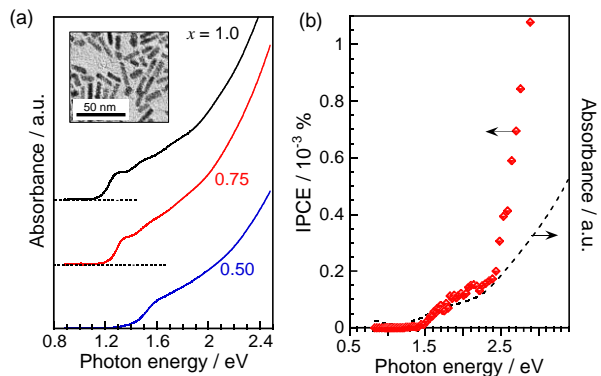 (a)
x = 1.0
50 nm
0.75
0.50
Absorbance / a.u.
0.8 1.2 1.6 2 2.4
Photon energy / eV
(b)
1
0.8
0.6
0.4
0.2
0
IPCE / 10⁻³ %
Absorbance / a.u.
0.5 1.5 2.5
Photon energy / eV